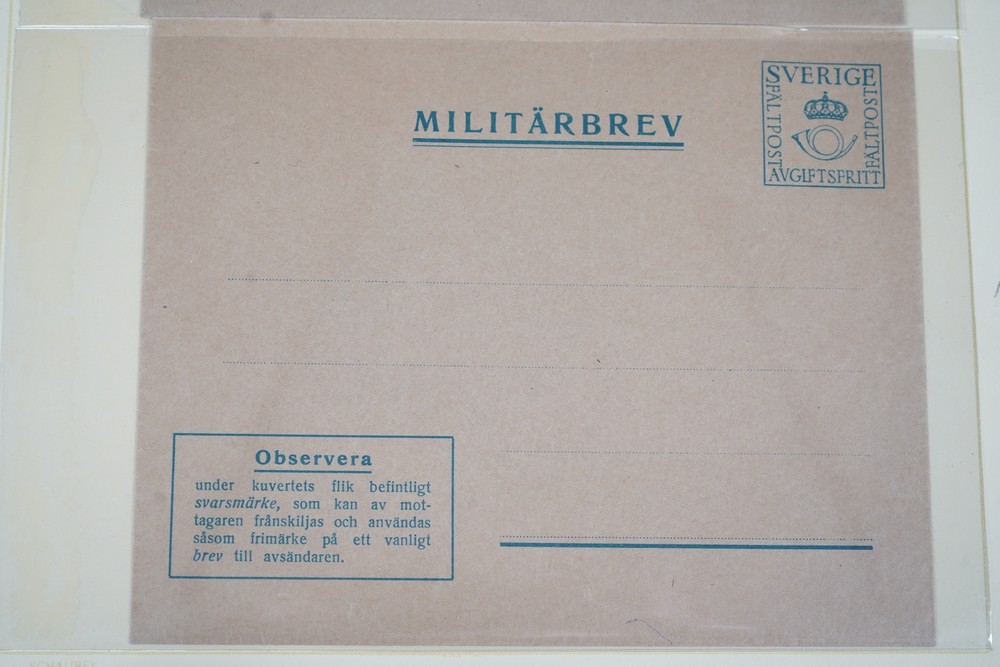 MILITÄRBREV
SVERIGE
FÄLTPOST
FÄLTPOST
AVGIFTSFRITT
Observera
under kuvertets flik befintligt
svarsmärke, som kan av mot-
tagaren frånskiljas och användas
såsom frimärke på ett vanligt
brev till avsändaren.